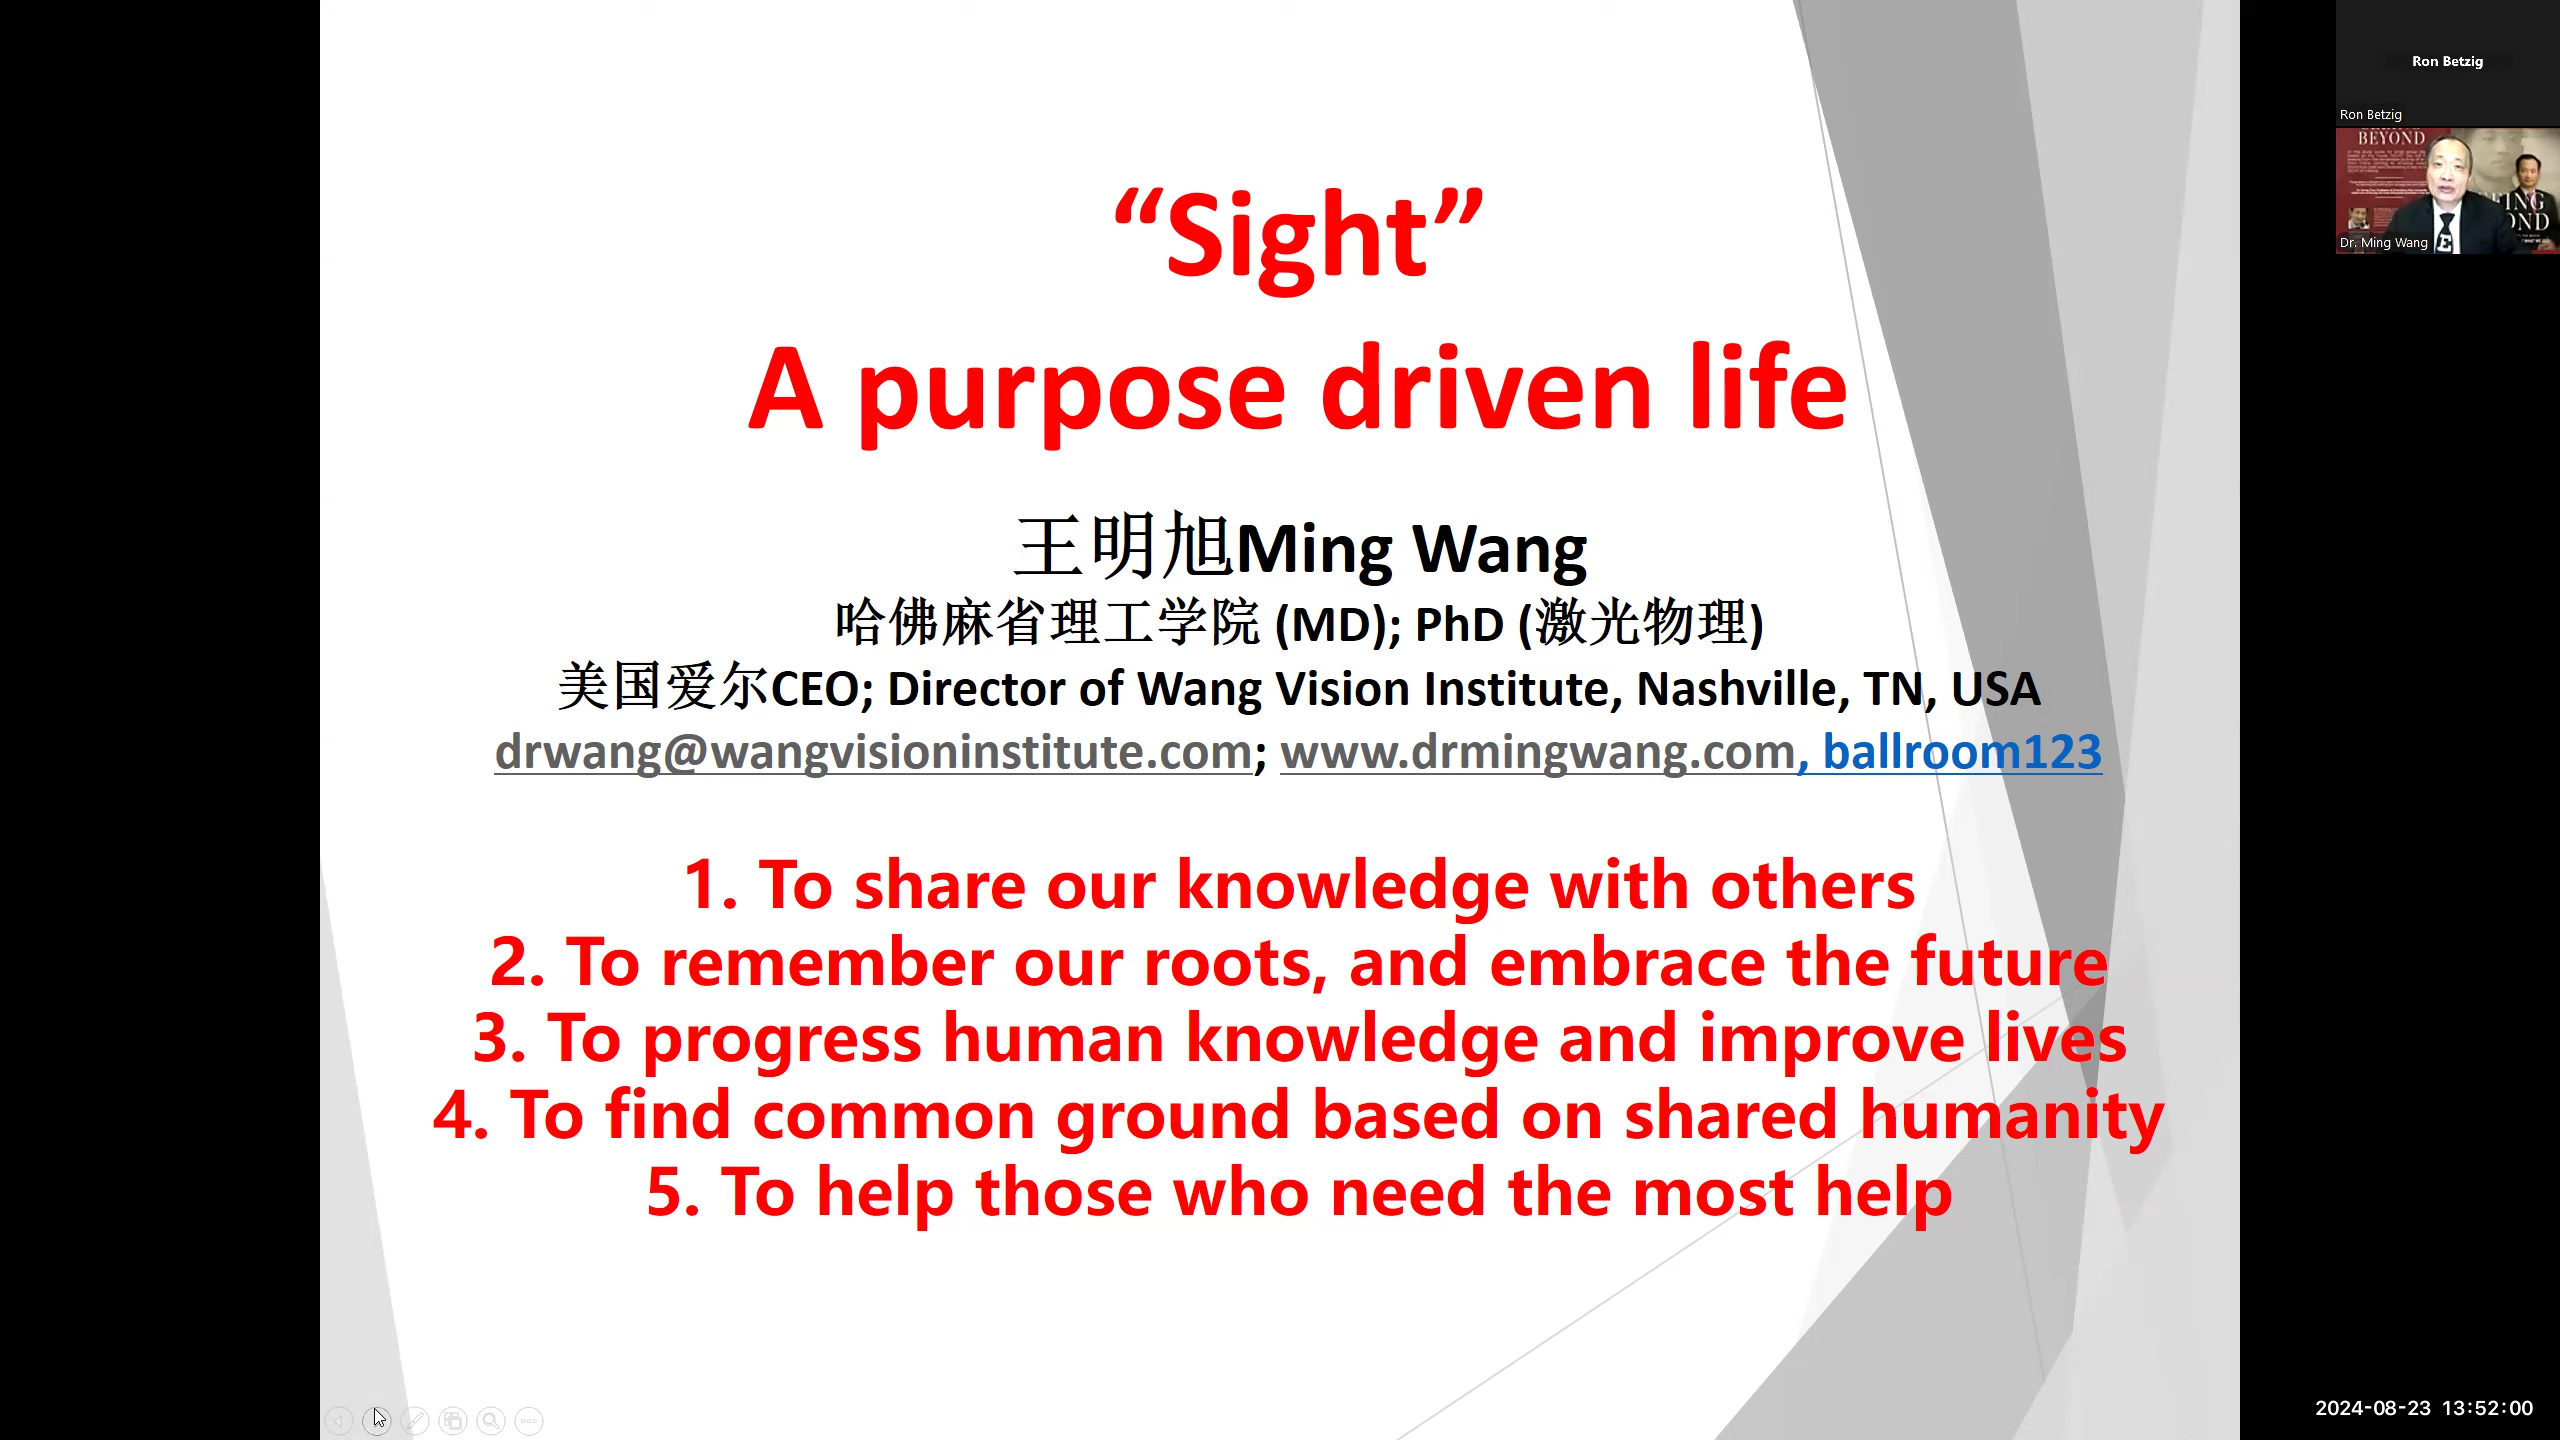 “Sight”
A purpose driven life
王明旭Ming Wang
哈佛麻省理工学院 (MD); PhD (激光物理)
美国爱尔CEO; Director of Wang Vision Institute, Nashville, TN, USA
drwang@wangvisioninstitute.com; www.drmingwang.com, ballroom123
1. To share our knowledge with others
2. To remember our roots, and embrace the future
3. To progress human knowledge and improve lives
4. To find common ground based on shared humanity
5. To help those who need the most help
Ron Betzig
Ron Betzig
BEYOND
E
Dr. Ming Wang
2024-08-23 13:52:00